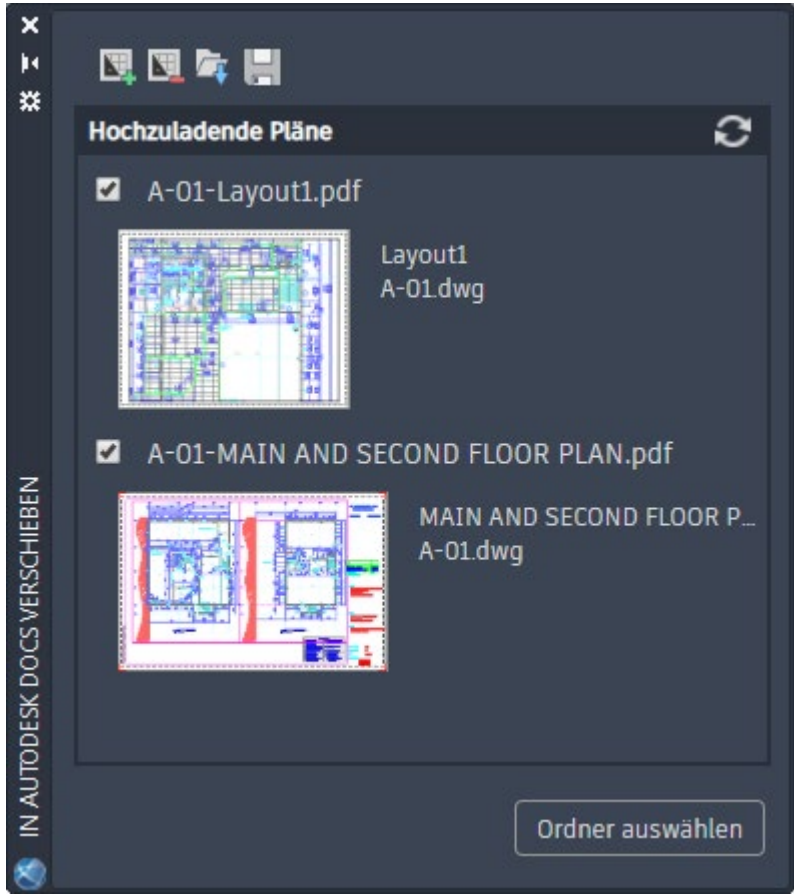 Hochzuladende Pläne
A-01-Layout1.pdf
Layout1
A-01.dwg
A-01-MAIN AND SECOND FLOOR PLAN.pdf
MAIN AND SECOND FLOOR P...
A-01.dwg
IN AUTODESK DOCS VERSCHIEBEN
Ordner auswählen